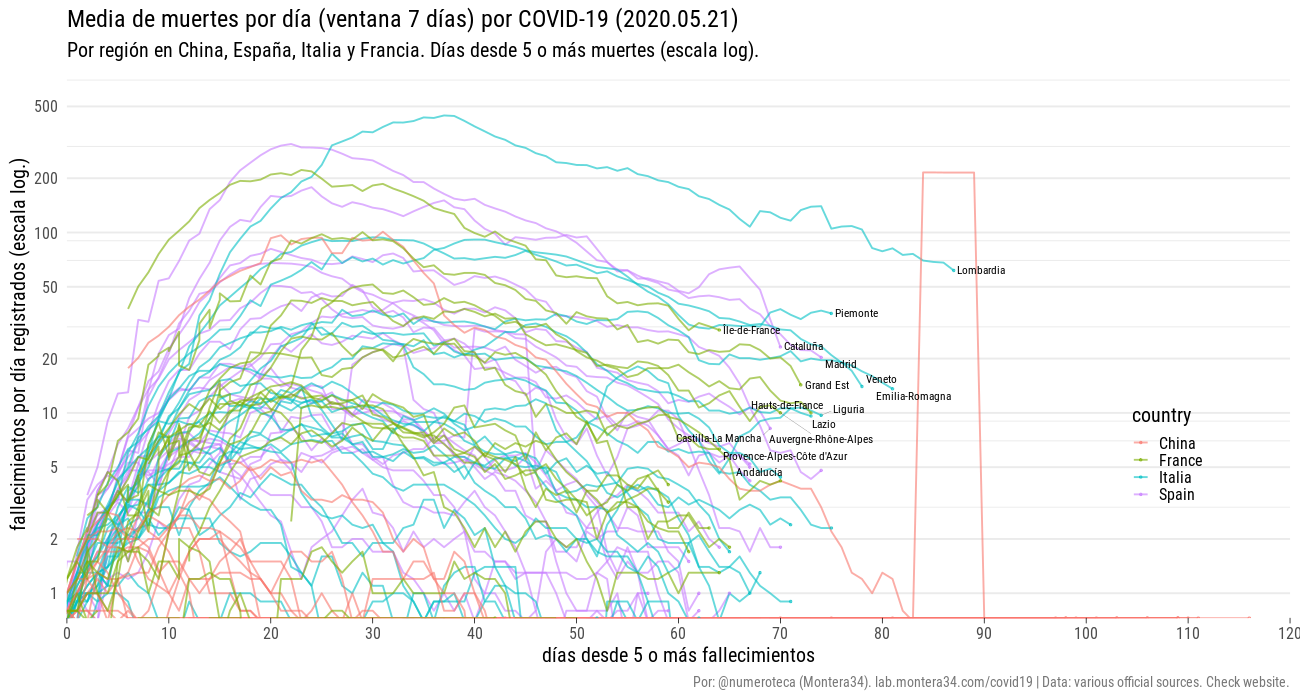 Media de muertes por día (ventana 7 días) por COVID-19 (2020.05.21)
Por región en China, España, Italia y Francia. Días desde 5 o más muertes (escala log).
fallecimientos por día registrados (escala log.)
500
200
100
50
20
10
5
2
1
Lombardia
Piemonte
Île-de-France
Cataluña
Madrid
Veneto
Grand Est
Emilia-Romagna
Hauts-de-France
Liguria
Lazio
Castilla-La Mancha
Auvergne-Rhône-Alpes
Provence-Alpes-Côte d'Azur
Andalucía
country
China
France
Italia
Spain
0 10 20 30 40 50 60 70 80 90 100 110 120
días desde 5 o más fallecimientos
Por: @numeroteca (Montera34). lab.montera34.com/covid19 | Data: various official sources. Check website.